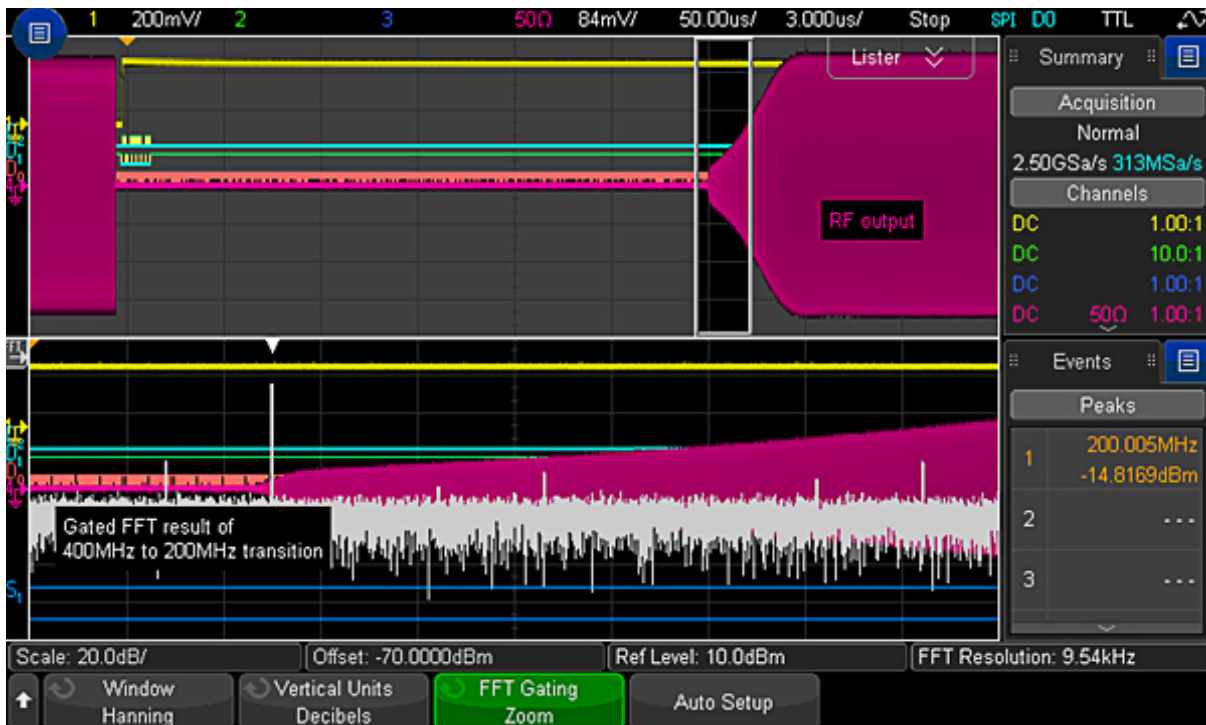 1 200mV/ 2 3 50Ω 84mV/ 50.00us/ 3.000us/ Stop SPI D0 TTL
Lister
Summary
Acquisition
Normal
2.50GSa/s 313MSa/s
Channels
DC 1.00:1
DC 10.0:1
DC 1.00:1
DC 50Ω 1.00:1
RF output
Events
Peaks
1 200.005MHz
-14.8169dBm
2 ---
3 ---
Gated FFT result of
400MHz to 200MHz transition
S1
Scale: 20.0dB/ Offset: -70.0000dBm Ref Level: 10.0dBm FFT Resolution: 9.54kHz
Window
Hanning
Vertical Units
Decibels
FFT Gating
Zoom
Auto Setup